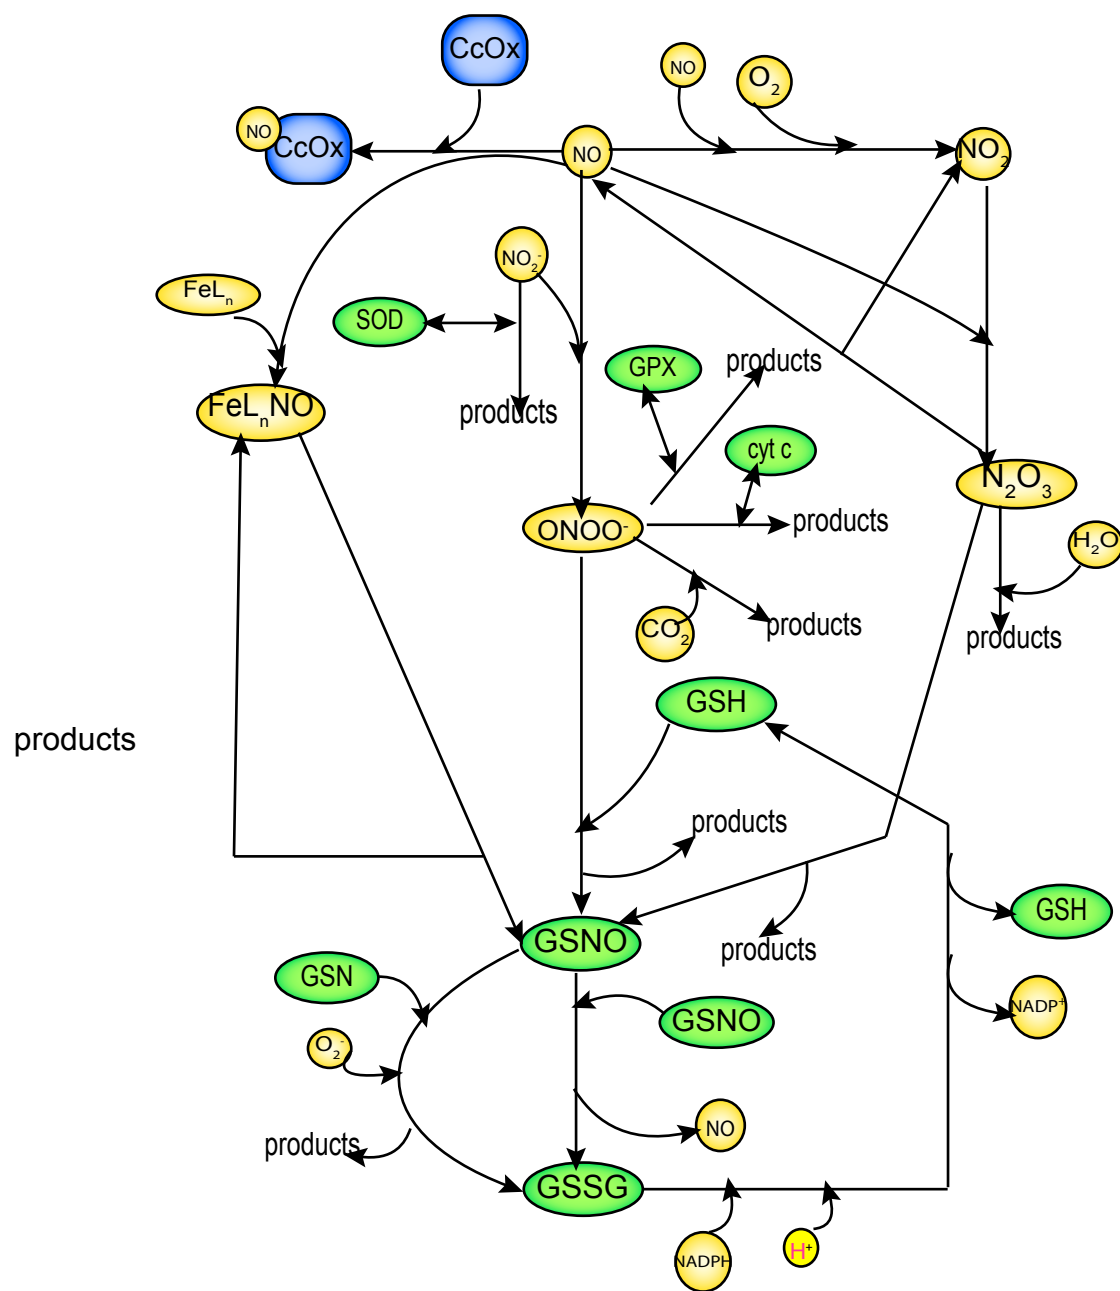 CcOx
NO
O₂
NO
CcOx
NO
NO₂
NO₂⁻
FeLₙ
SOD
GPX
products
FeLₙNO
products
cyt c
N₂O₃
ONOO⁻
products
H₂O
CO₂
products
products
GSH
products
products
GSH
GSNO
products
GSN
NADP⁺
GSNO
O₂⁻
NO
products
GSSG
NADPH
H⁺